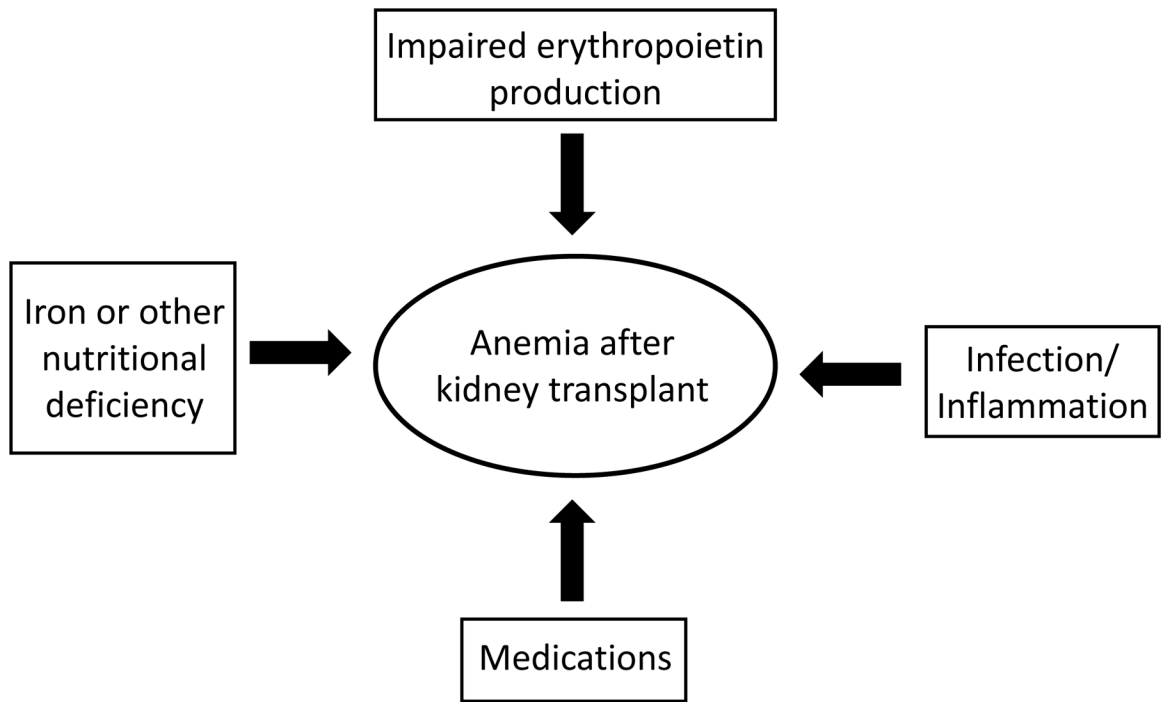 Impaired erythropoietin
production
Iron or other
nutritional
deficiency
Anemia after
kidney transplant
Infection/
Inflammation
Medications